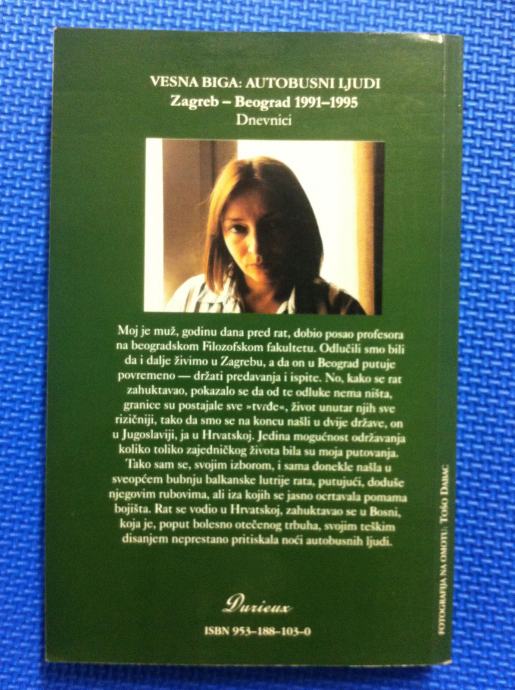 VESNA BIGA: AUTOBUSNI LJUDI
Zagreb – Beograd 1991–1995
Dnevnici
Moj je muž, godinu dana pred rat, dobio posao profesora
na beogradskom Filozofskom fakultetu. Odlučili smo bili
da i dalje živimo u Zagrebu, a da on u Beograd putuje
povremeno — držati predavanja i ispite. No, kako se rat
zahuktavao, pokazalo se da od te odluke nema ništa,
granice su postajale sve »tvrđe«, život unutar njih sve
rizičniji, tako da smo se na koncu našli u dvije države, on
u Jugoslaviji, ja u Hrvatskoj. Jedina mogućnost održavanja
koliko toliko zajedničkog života bila su moja putovanja.
Tako sam se, svojim izborom, i sama donekle našla u
sveopćem bubnju balkanske lutrije rata, putujući, doduše
njegovim rubovima, ali iza kojih se jasno ocrtavala pomama
bojišta. Rat se vodio u Hrvatskoj, zahuktavao se u Bosni,
koja je, poput bolesno otečenog trbuha, svojim teškim
disanjem neprestano pritiskala noći autobusnih ljudi.
Durieux
ISBN 953–188–103–0
FOTOGRAFIJA NA OMOTU: TOŠO DABAC